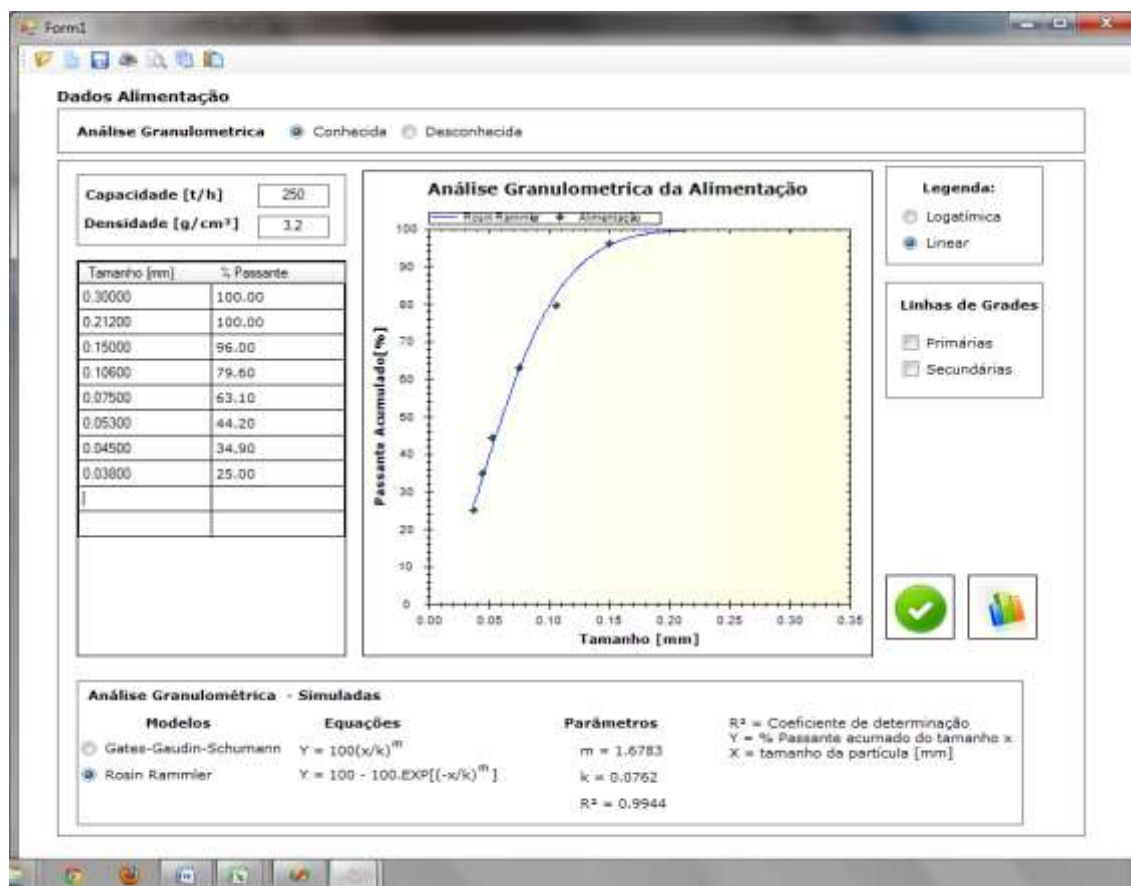 Form1
Dados Alimentação
Análise Granulometrica Conhecida Desconhecida
Capacidade [t/h] 250
Densidade [g/cm³] 3.2
Tamanho [mm] % Passante
0.30000 100.00
0.21200 100.00
0.15000 96.00
0.10600 79.60
0.07500 63.10
0.05300 44.20
0.04500 34.90
0.03800 25.00
Análise Granulometrica da Alimentação
Rosin Rammler Alimentação
Passante Acumulado[%]
100
90
80
70
60
50
40
30
20
10
0
0.00 0.05 0.10 0.15 0.20 0.25 0.30 0.35
Tamanho [mm]
Legenda:
Logatímica
Linear
Linhas de Grades
Primárias
Secundárias
Análise Granulométrica - Simuladas
Modelos Equações Parâmetros
Gates-Gaudin-Schumann Y = 100(x/k)^m m = 1.6783
Rosin Rammler Y = 100 - 100.EXP[(-x/k)^m] k = 0.0762
R² = 0.9944
R² = Coeficiente de determinação
Y = % Passante acumado do tamanho x
X = tamanho da partícula [mm]